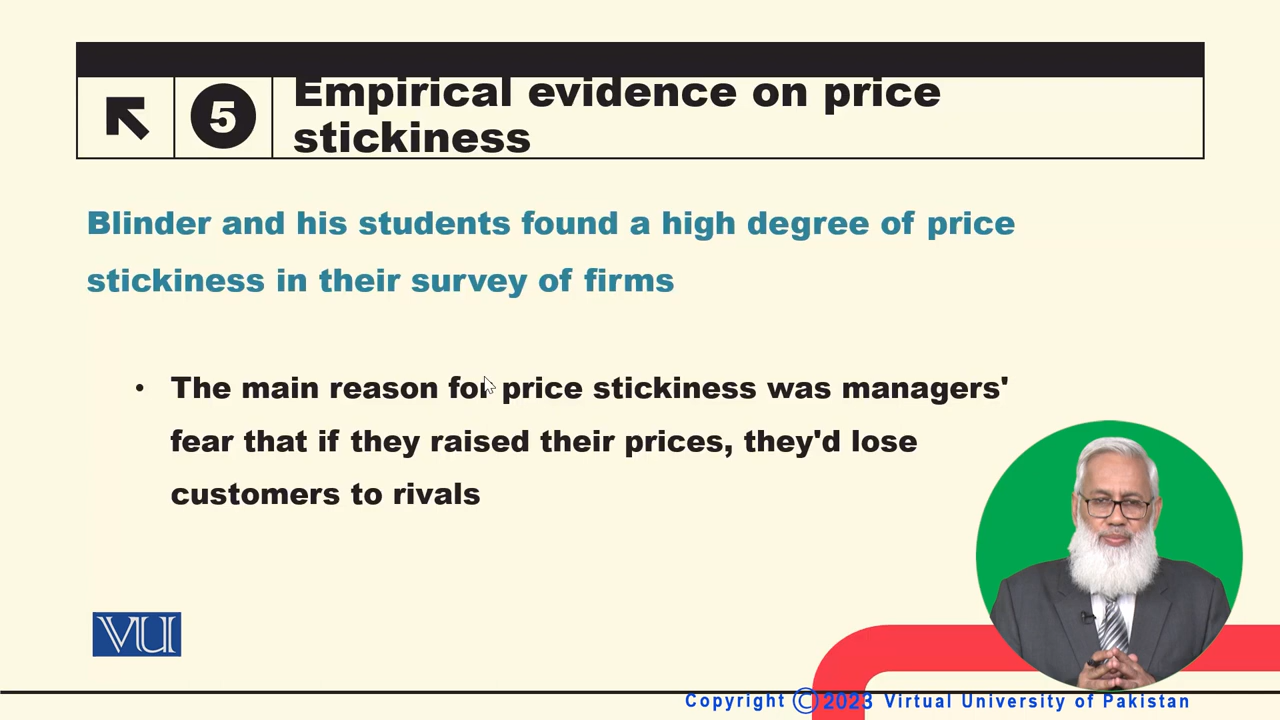 5
Empirical evidence on price
stickiness
Blinder and his students found a high degree of price
stickiness in their survey of firms
• The main reason for price stickiness was managers'
fear that if they raised their prices, they'd lose
customers to rivals
VU
Copyright © 2023 Virtual University of Pakistan